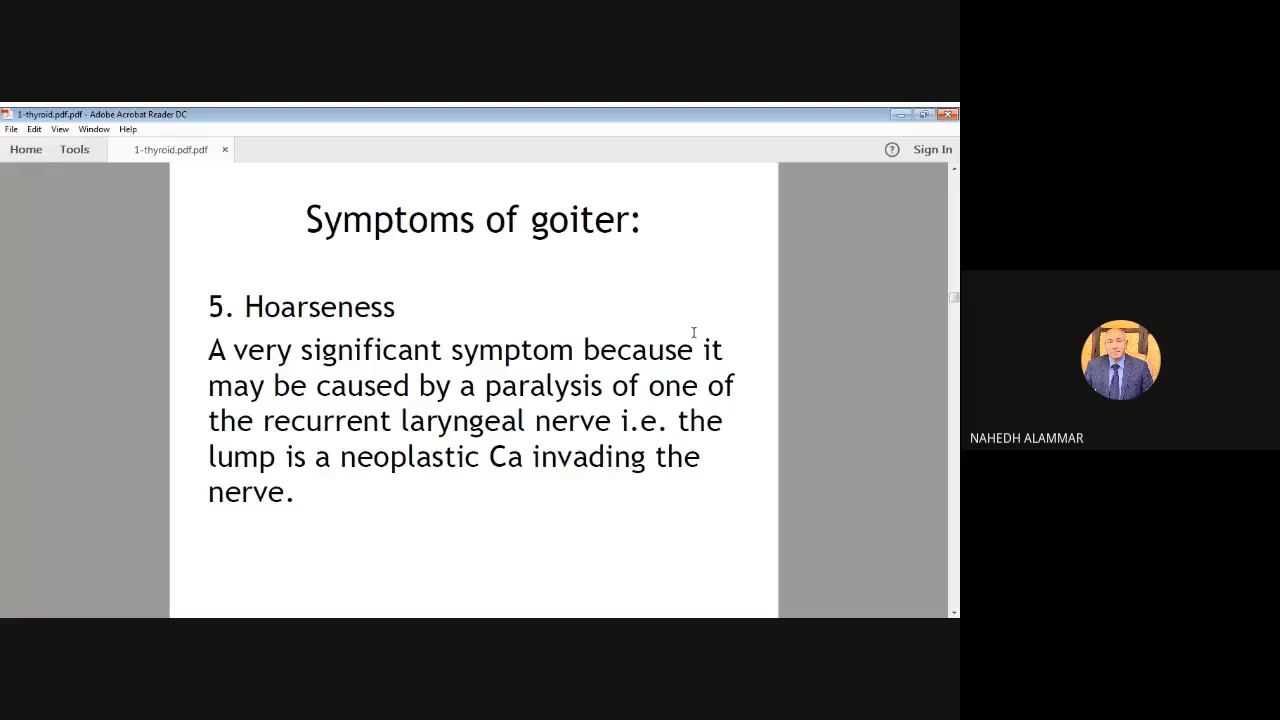 1-thyroid.pdf.pdf - Adobe Acrobat Reader DC
File Edit View Window Help
Home Tools 1-thyroid.pdf.pdf × ? Sign In
Symptoms of goiter:
5. Hoarseness
A very significant symptom because it
may be caused by a paralysis of one of
the recurrent laryngeal nerve i.e. the
lump is a neoplastic Ca invading the
nerve.
NAHEDH ALAMMAR